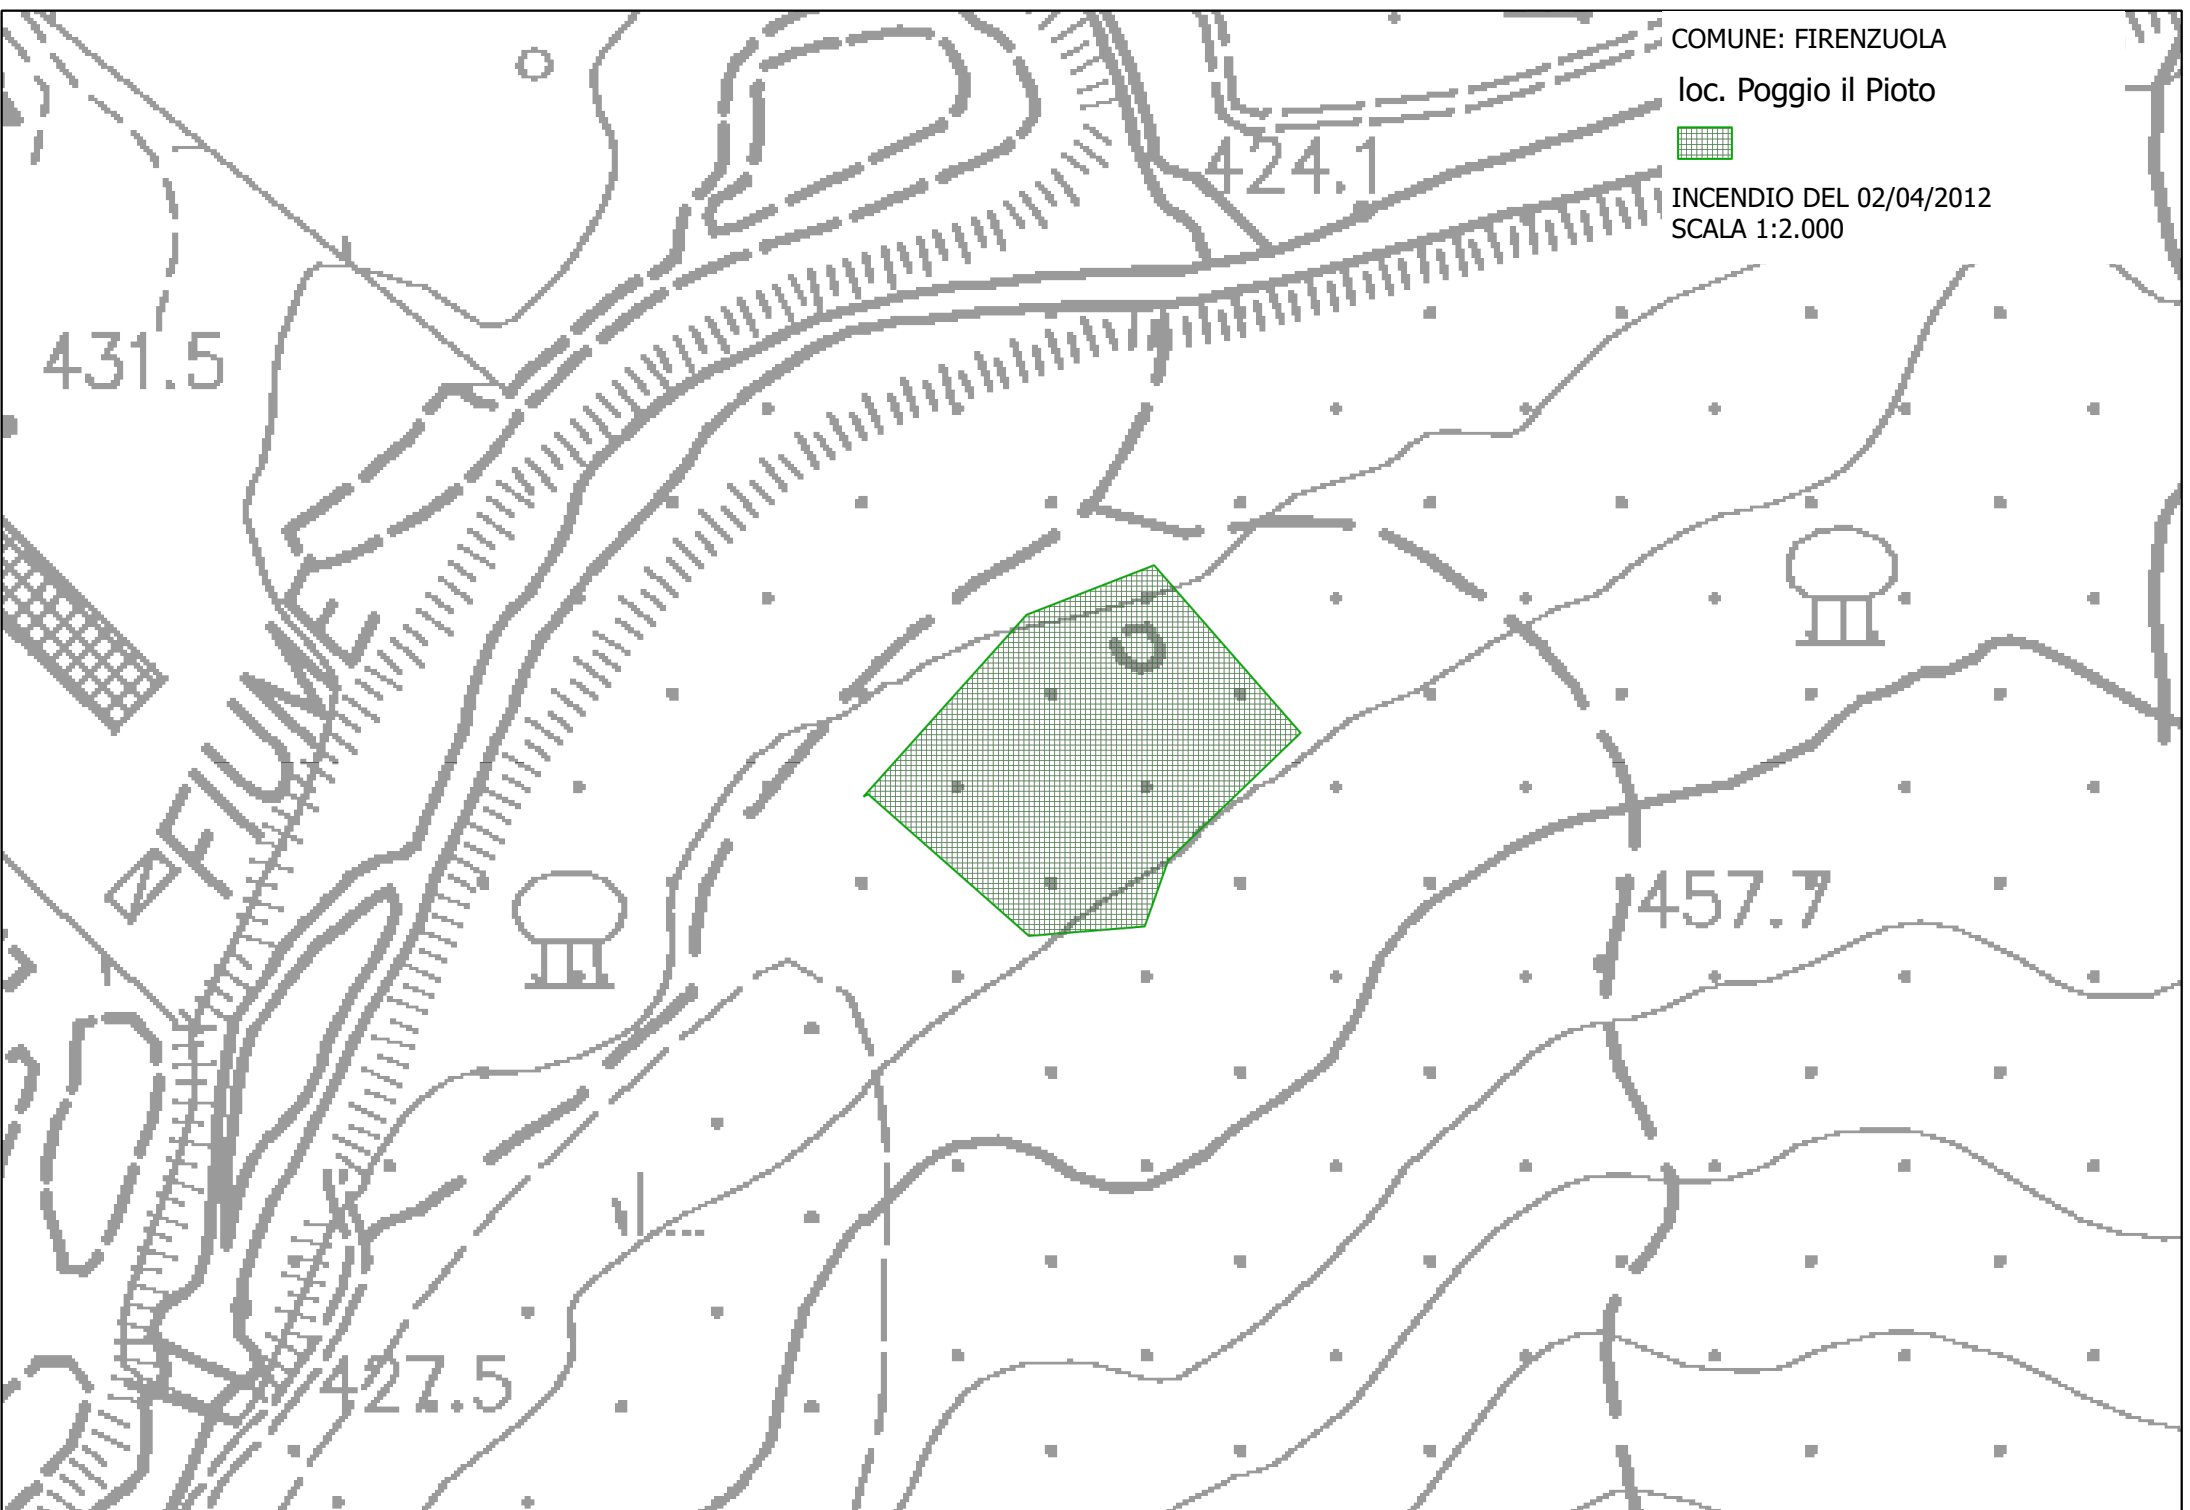 COMUNE: FIRENZUOLA
loc. Poggio il Pioto
INCENDIO DEL 02/04/2012
SCALA 1:2.000
424.1
431.5
FIUME
457.7
427.5